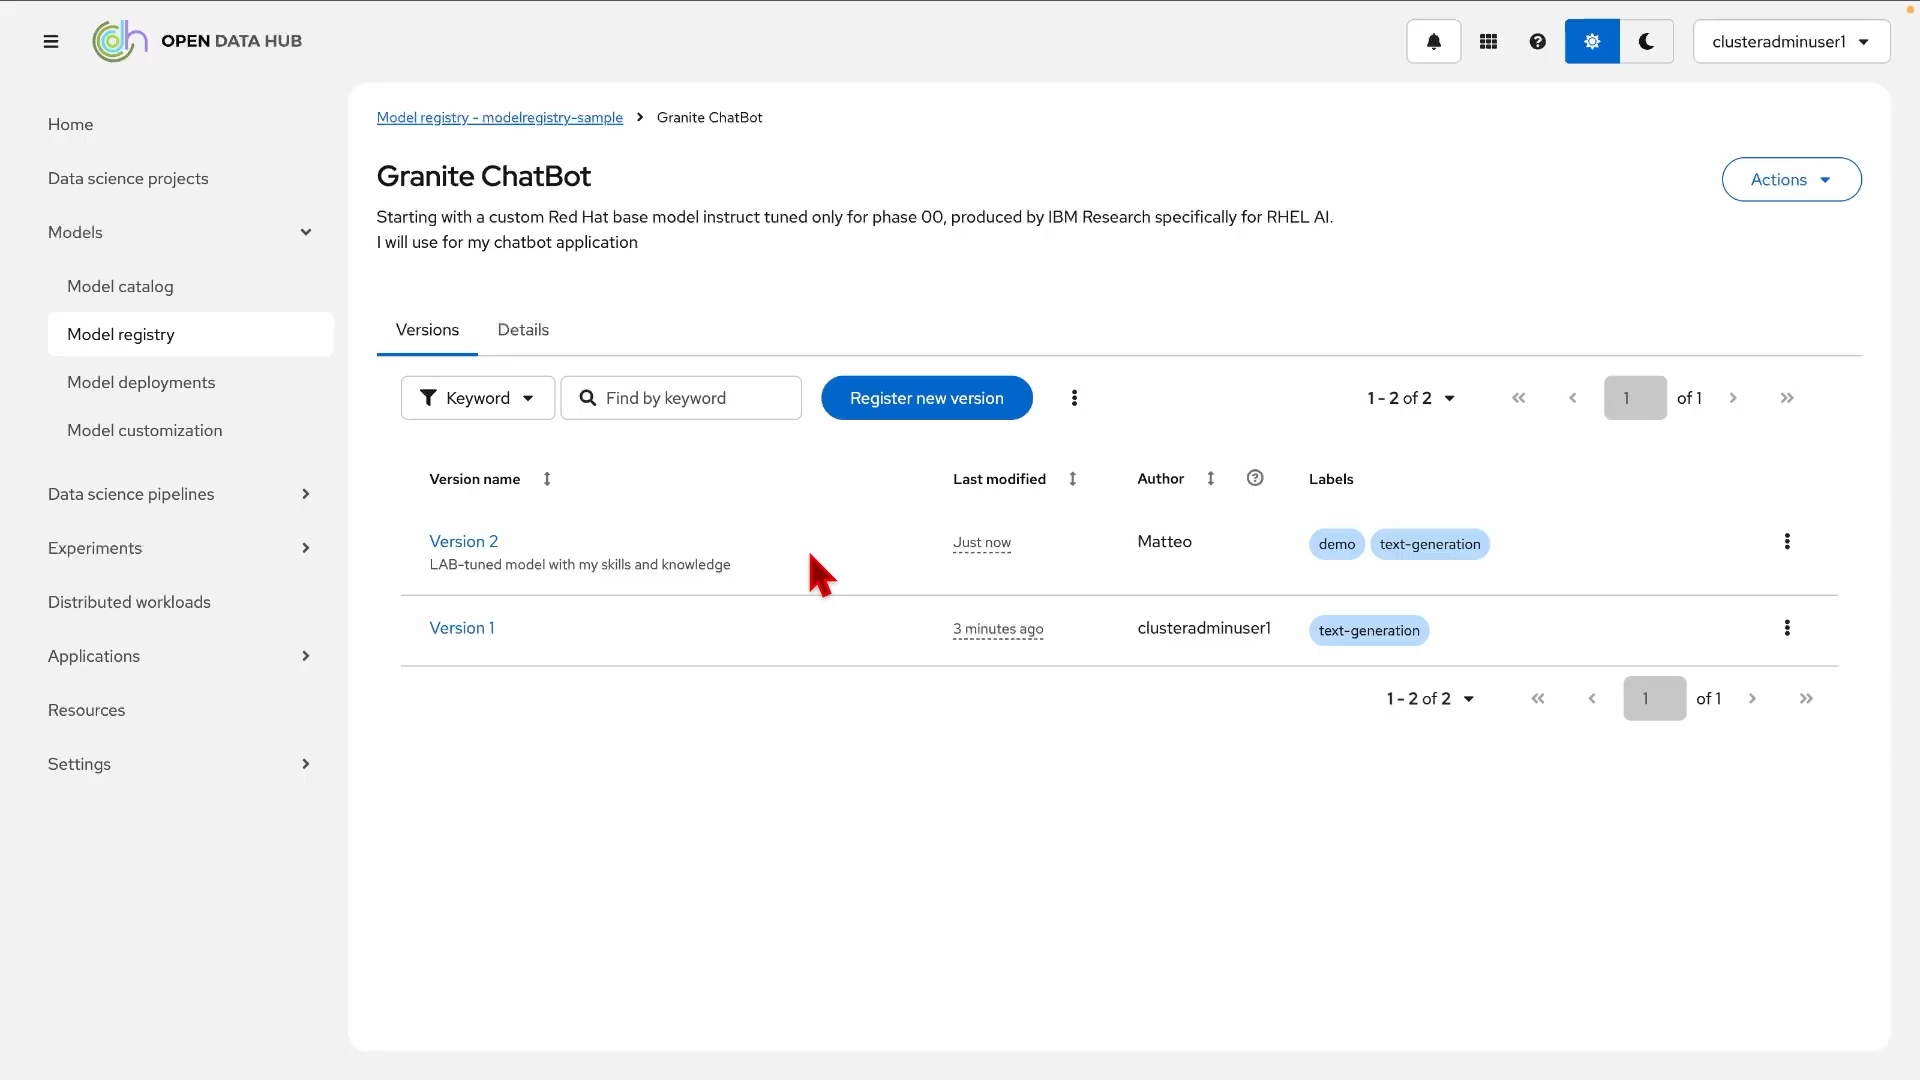 OPEN DATA HUB
clusteradminuser1
Home
Data science projects
Models
Model catalog
Model registry
Model deployments
Model customization
Data science pipelines
Experiments
Distributed workloads
Applications
Resources
Settings
Model registry - modelregistry-sample > Granite ChatBot
Granite ChatBot
Actions
Starting with a custom Red Hat base model instruct tuned only for phase 00, produced by IBM Research specifically for RHEL AI.
I will use for my chatbot application
Versions Details
Keyword Find by keyword Register new version 1 - 2 of 2 1 of 1
Version name Last modified Author Labels
Version 2 Just now Matteo demo text-generation
LAB-tuned model with my skills and knowledge
Version 1 3 minutes ago clusteradminuser1 text-generation
1 - 2 of 2 1 of 1